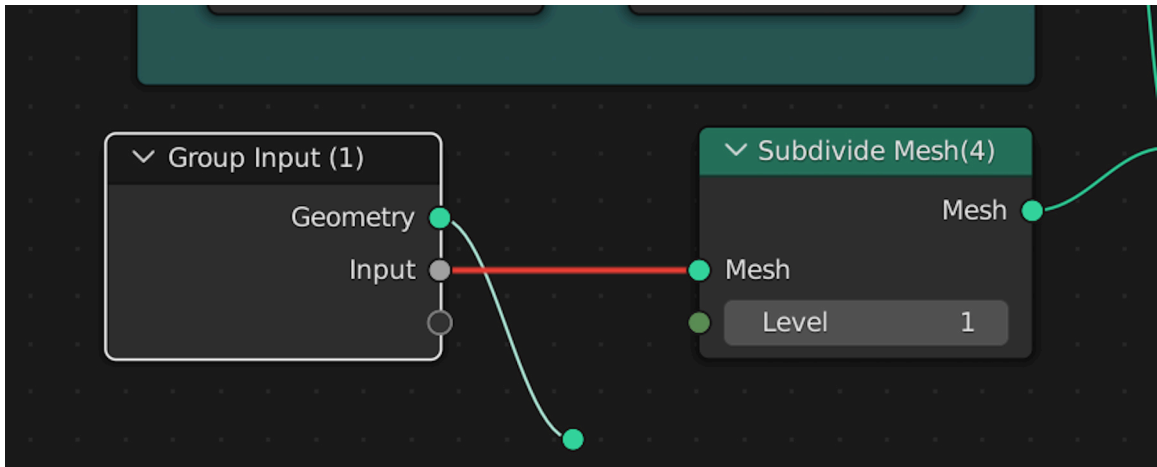 Group Input (1)
Geometry
Input
Subdivide Mesh(4)
Mesh
Mesh
Level 1